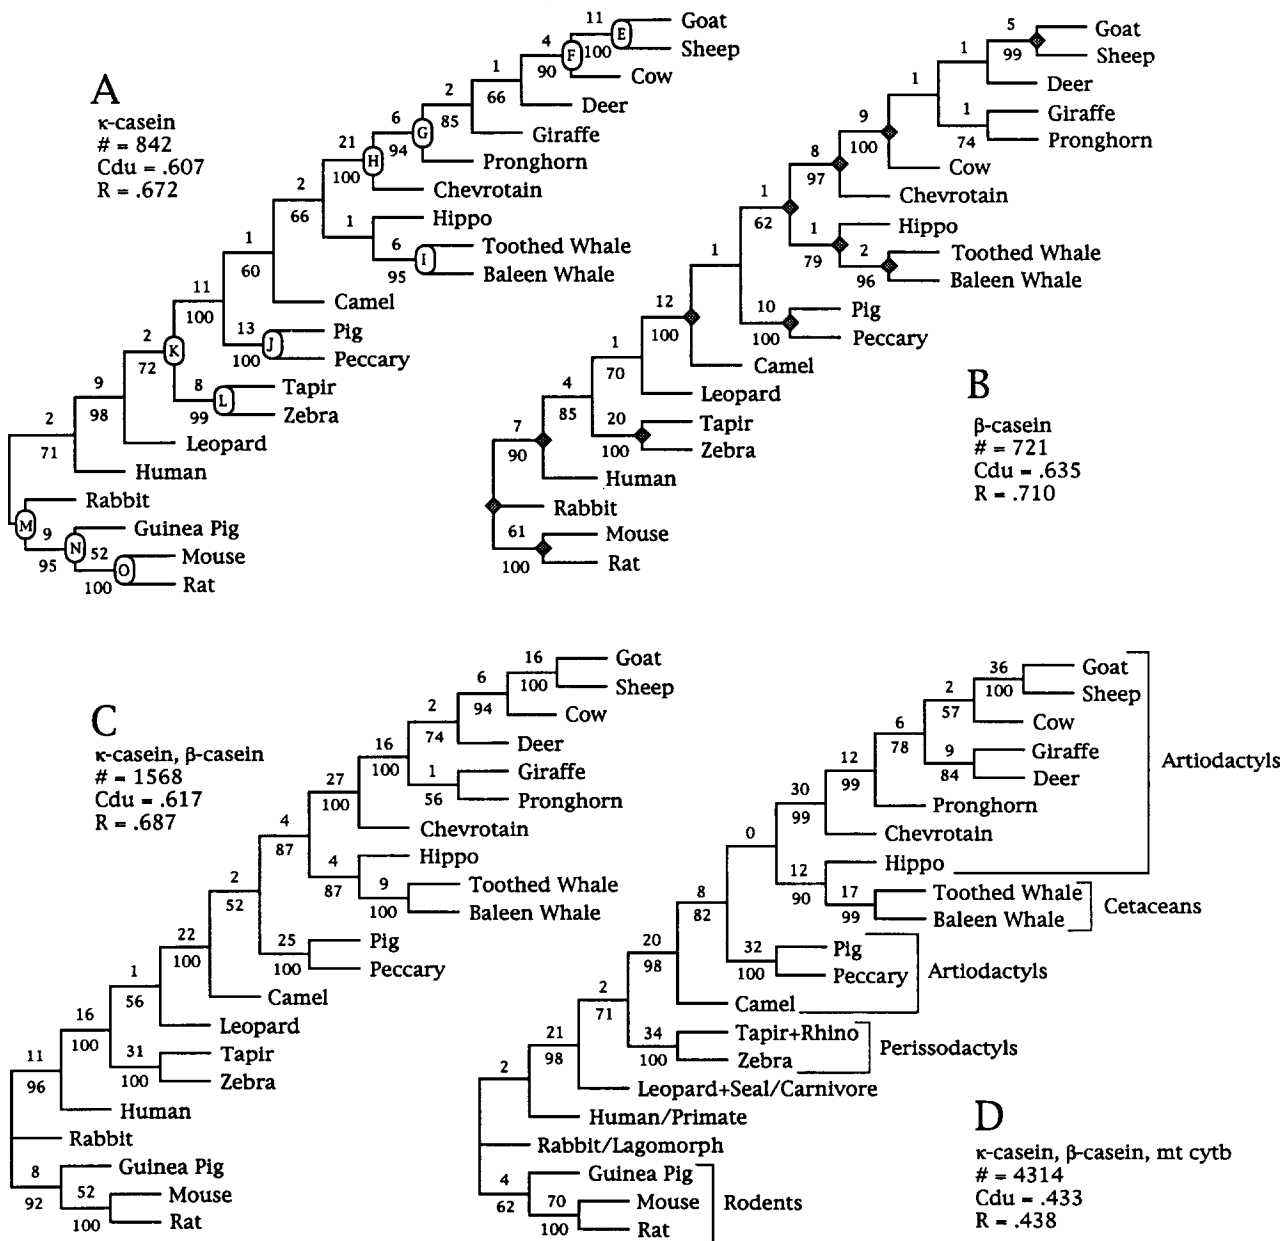 A
κ-casein
# = 842
Cdu = .607
R = .672
11
100
E
Goat
Sheep
4
90
F
Cow
1
66
Deer
2
85
Giraffe
6
94
G
Pronghorn
21
100
H
Chevrotain
2
66
1
Hippo
6
95
I
Toothed Whale
Baleen Whale
1
60
Camel
11
100
13
100
J
Pig
Peccary
2
72
K
8
99
L
Tapir
Zebra
9
98
Leopard
2
71
Human
M
Rabbit
9
95
N
Guinea Pig
52
100
O
Mouse
Rat
B
β-casein
# = 721
Cdu = .635
R = .710
5
99
Goat
Sheep
1
Deer
1
1
74
Giraffe
Pronghorn
9
100
Cow
8
97
Chevrotain
1
62
1
79
Hippo
2
96
Toothed Whale
Baleen Whale
1
10
100
Pig
Peccary
12
100
Camel
1
70
Leopard
4
85
20
100
Tapir
Zebra
7
90
Human
Rabbit
61
100
Mouse
Rat
C
κ-casein, β-casein
# = 1568
Cdu = .617
R = .687
16
100
Goat
Sheep
6
94
Cow
2
74
Deer
16
100
1
56
Giraffe
Pronghorn
27
100
Chevrotain
4
87
4
87
Hippo
9
100
Toothed Whale
Baleen Whale
2
52
25
100
Pig
Peccary
22
100
Camel
1
56
Leopard
16
100
31
100
Tapir
Zebra
11
96
Human
Rabbit
8
92
Guinea Pig
52
100
Mouse
Rat
D
κ-casein, β-casein, mt cytb
# = 4314
Cdu = .433
R = .438
36
100
Goat
Sheep
2
57
Cow
6
78
9
84
Giraffe
Deer
12
99
Pronghorn
30
99
Chevrotain
Artiodactyls
0
12
90
Hippo
17
99
Toothed Whale
Baleen Whale
Cetaceans
8
82
32
100
Pig
Peccary
Artiodactyls
20
98
Camel
2
71
34
100
Tapir+Rhino
Zebra
Perissodactyls
21
98
Leopard+Seal/Carnivore
2
Human/Primate
Rabbit/Lagomorph
4
62
Guinea Pig
70
100
Mouse
Rat
Rodents